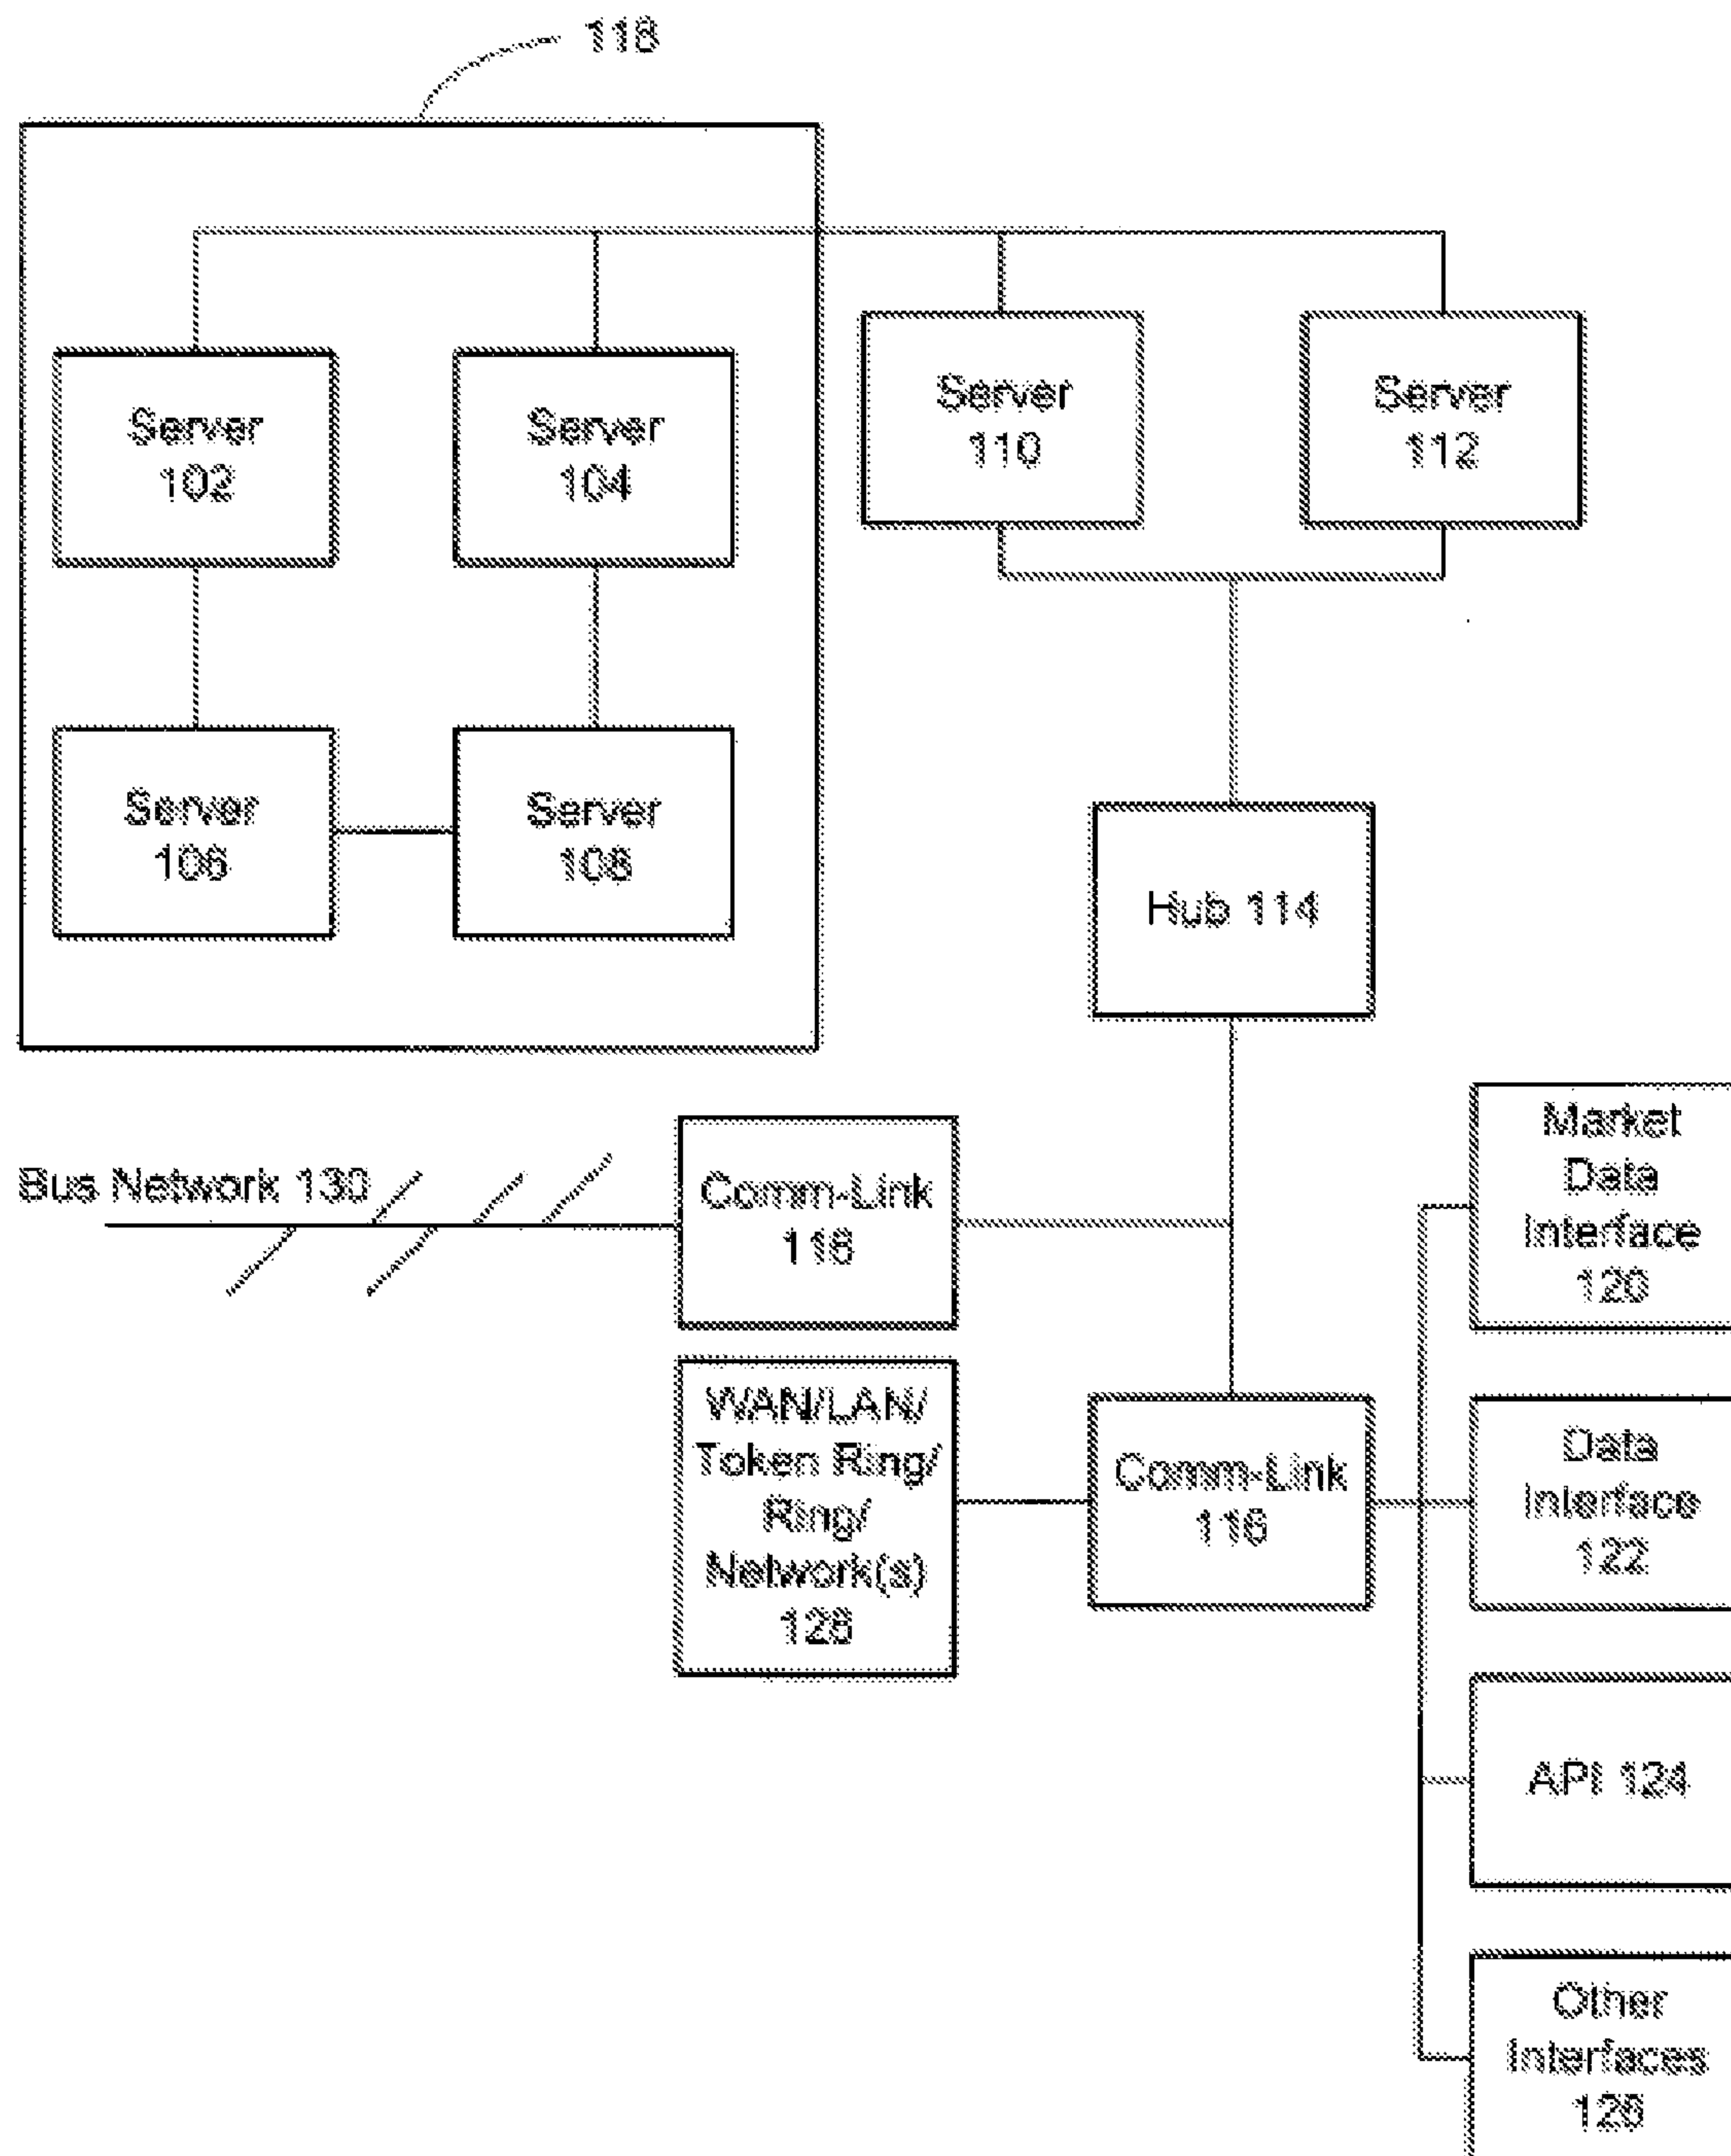 118
Server
102
Server
104
Server
110
Server
112
Server
106
Server
108
Hub 114
Bus Network 130
Comm-Link
116
Market
Data
Interface
120
WAN/LAN/
Token Ring/
Ring/
Network(s)
128
Comm-Link
116
Data
Interface
122
API 124
Other
Interfaces
126